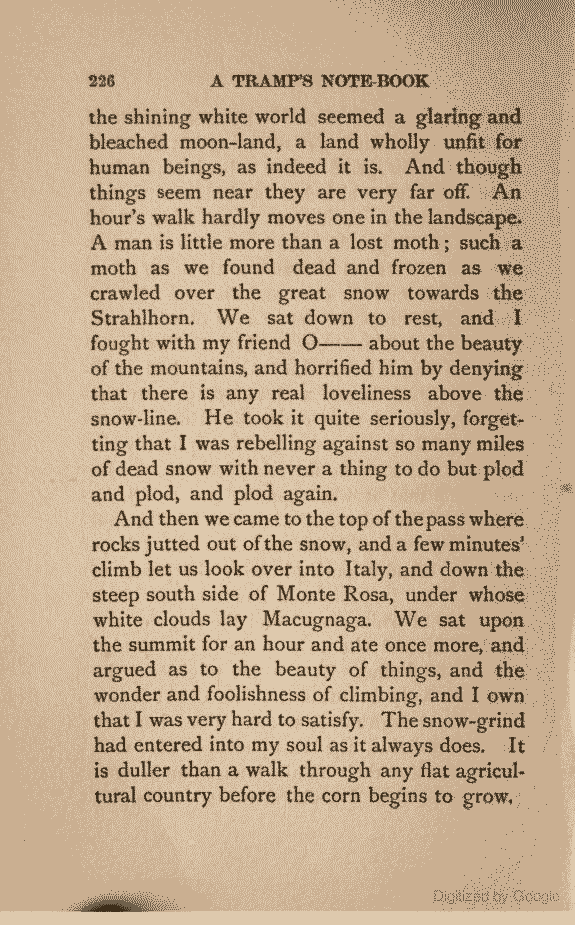 226 A TRAMP'S NOTE-BOOK
the shining white world seemed a glaring and
bleached moon-land, a land wholly unfit for
human beings, as indeed it is. And though
things seem near they are very far off. An
hour's walk hardly moves one in the landscape.
A man is little more than a lost moth; such a
moth as we found dead and frozen as we
crawled over the great snow towards the
Strahlhorn. We sat down to rest, and I
fought with my friend O—— about the beauty
of the mountains, and horrified him by denying
that there is any real loveliness above the
snow-line. He took it quite seriously, forget-
ting that I was rebelling against so many miles
of dead snow with never a thing to do but plod
and plod, and plod again.
And then we came to the top of the pass where
rocks jutted out of the snow, and a few minutes'
climb let us look over into Italy, and down the
steep south side of Monte Rosa, under whose
white clouds lay Macugnaga. We sat upon
the summit for an hour and ate once more, and
argued as to the beauty of things, and the
wonder and foolishness of climbing, and I own
that I was very hard to satisfy. The snow-grind
had entered into my soul as it always does. It
is duller than a walk through any flat agricul-
tural country before the corn begins to grow.
Digitized by Google